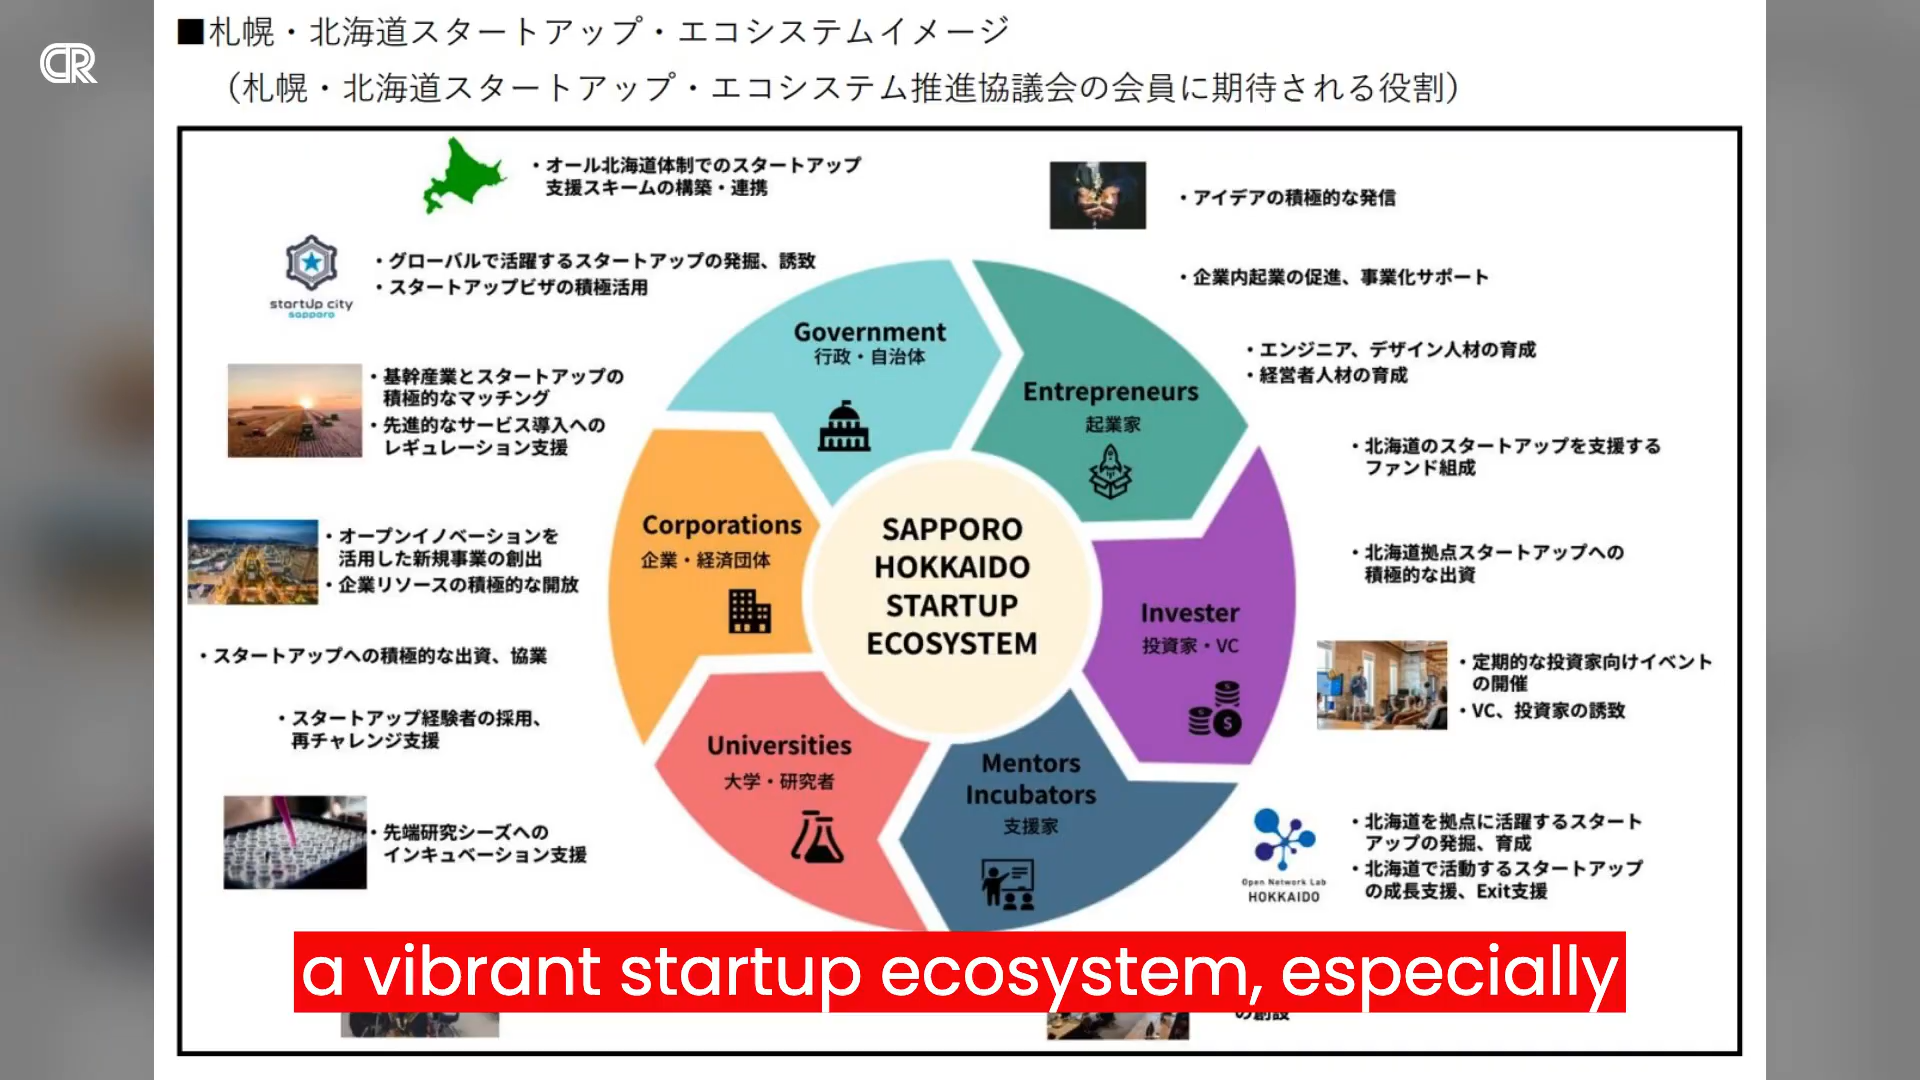 CR
■札幌・北海道スタートアップ・エコシステムイメージ
（札幌・北海道スタートアップ・エコシステム推進協議会の会員に期待される役割）
・オール北海道体制でのスタートアップ
支援スキームの構築・連携
startup city
sapporo
・グローバルで活躍するスタートアップの発掘、誘致
・スタートアップビザの積極活用
・基幹産業とスタートアップの
積極的なマッチング
・先進的なサービス導入への
レギュレーション支援
・オープンイノベーションを
活用した新規事業の創出
・企業リソースの積極的な開放
・スタートアップへの積極的な出資、協業
・スタートアップ経験者の採用、
再チャレンジ支援
・先端研究シーズへの
インキュベーション支援
Government
行政・自治体
Entrepreneurs
起業家
Corporations
企業・経済団体
SAPPORO
HOKKAIDO
STARTUP
ECOSYSTEM
Invester
投資家・VC
Universities
大学・研究者
Mentors
Incubators
支援家
・アイデアの積極的な発信
・企業内起業の促進、事業化サポート
・エンジニア、デザイン人材の育成
・経営者人材の育成
・北海道のスタートアップを支援する
ファンド組成
・北海道拠点スタートアップへの
積極的な出資
・定期的な投資家向けイベント
の開催
・VC、投資家の誘致
Open Network Lab
HOKKAIDO
・北海道を拠点に活躍するスタート
アップの発掘、育成
・北海道で活動するスタートアップ
の成長支援、Exit支援
a vibrant startup ecosystem, especially
の創設